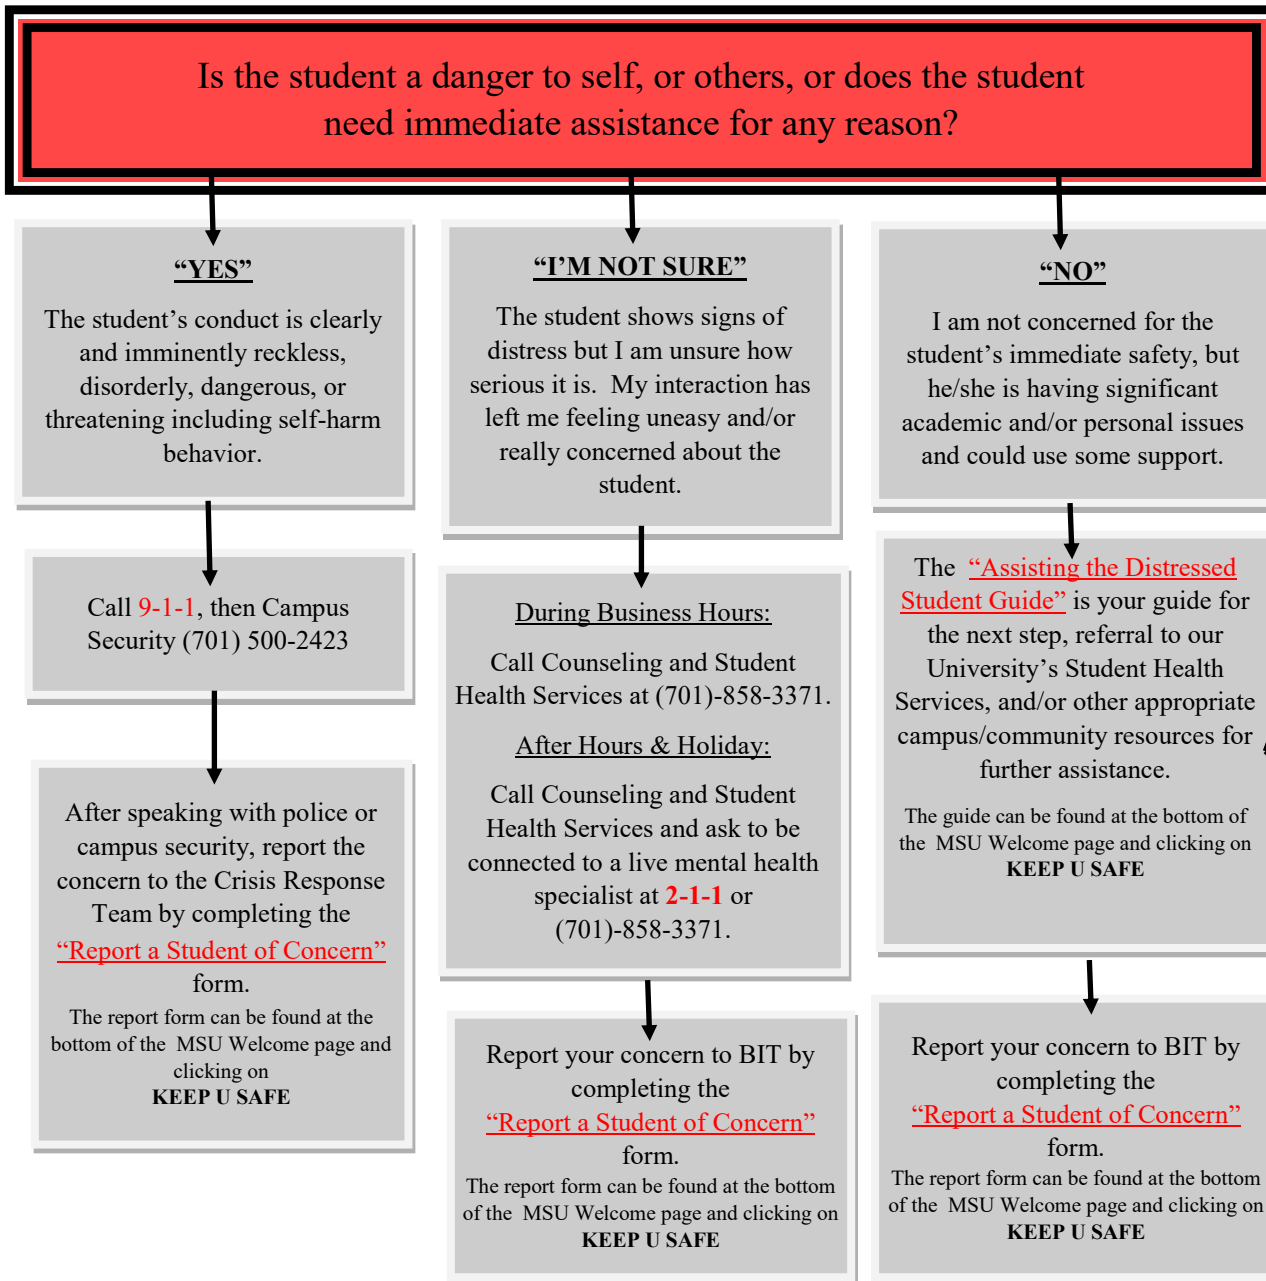 Is the student a danger to self, or others, or does the student
need immediate assistance for any reason?
“YES”
The student’s conduct is clearly
and imminently reckless,
disorderly, dangerous, or
threatening including self-harm
behavior.
Call 9-1-1, then Campus
Security (701) 500-2423
After speaking with police or
campus security, report the
concern to the Crisis Response
Team by completing the
“Report a Student of Concern”
form.
The report form can be found at the
bottom of the MSU Welcome page and
clicking on
KEEP U SAFE
“I’M NOT SURE”
The student shows signs of
distress but I am unsure how
serious it is. My interaction has
left me feeling uneasy and/or
really concerned about the
student.
During Business Hours:
Call Counseling and Student
Health Services at (701)-858-3371.
After Hours & Holiday:
Call Counseling and Student
Health Services and ask to be
connected to a live mental health
specialist at 2-1-1 or
(701)-858-3371.
Report your concern to BIT by
completing the
“Report a Student of Concern”
form.
The report form can be found at the bottom
of the MSU Welcome page and clicking on
KEEP U SAFE
“NO”
I am not concerned for the
student’s immediate safety, but
he/she is having significant
academic and/or personal issues
and could use some support.
The “Assisting the Distressed
Student Guide” is your guide for
the next step, referral to our
University’s Student Health
Services, and/or other appropriate
campus/community resources for
further assistance.
The guide can be found at the bottom of
the MSU Welcome page and clicking on
KEEP U SAFE
Report your concern to BIT by
completing the
“Report a Student of Concern”
form.
The report form can be found at the bottom
of the MSU Welcome page and clicking on
KEEP U SAFE